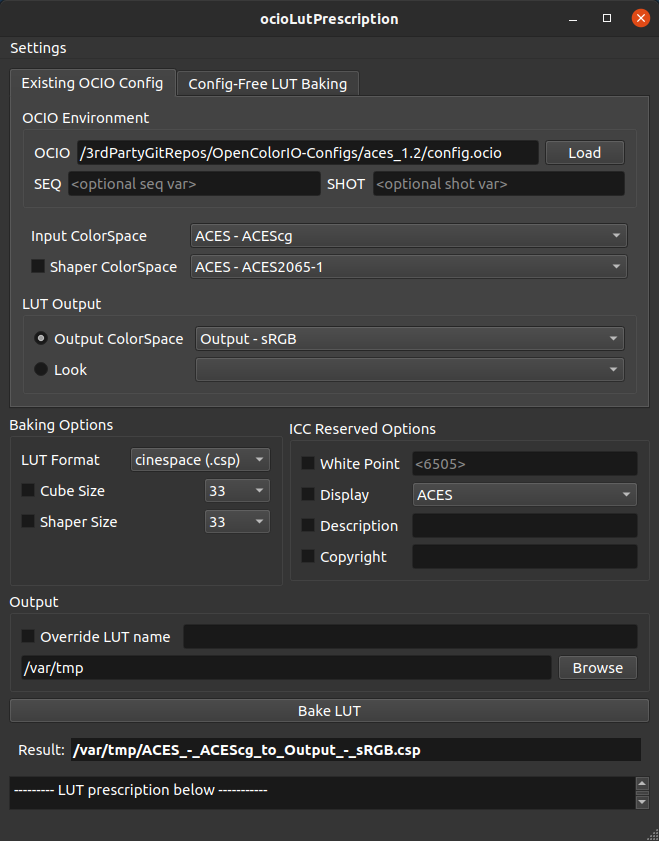 ocioLutPrescription
Settings
Existing OCIO Config Config-Free LUT Baking
OCIO Environment
OCIO /3rdPartyGitRepos/OpenColorIO-Configs/aces_1.2/config.ocio Load
SEQ <optional seq var> SHOT <optional shot var>
Input ColorSpace ACES - ACEScg
Shaper ColorSpace ACES - ACES2065-1
LUT Output
Output ColorSpace Output - sRGB
Look
Baking Options
LUT Format cinespace (.csp)
Cube Size 33
Shaper Size 33
ICC Reserved Options
White Point <6505>
Display ACES
Description
Copyright
Output
Override LUT name
/var/tmp Browse
Bake LUT
Result: /var/tmp/ACES_-_ACEScg_to_Output_-_sRGB.csp
--------- LUT prescription below -----------